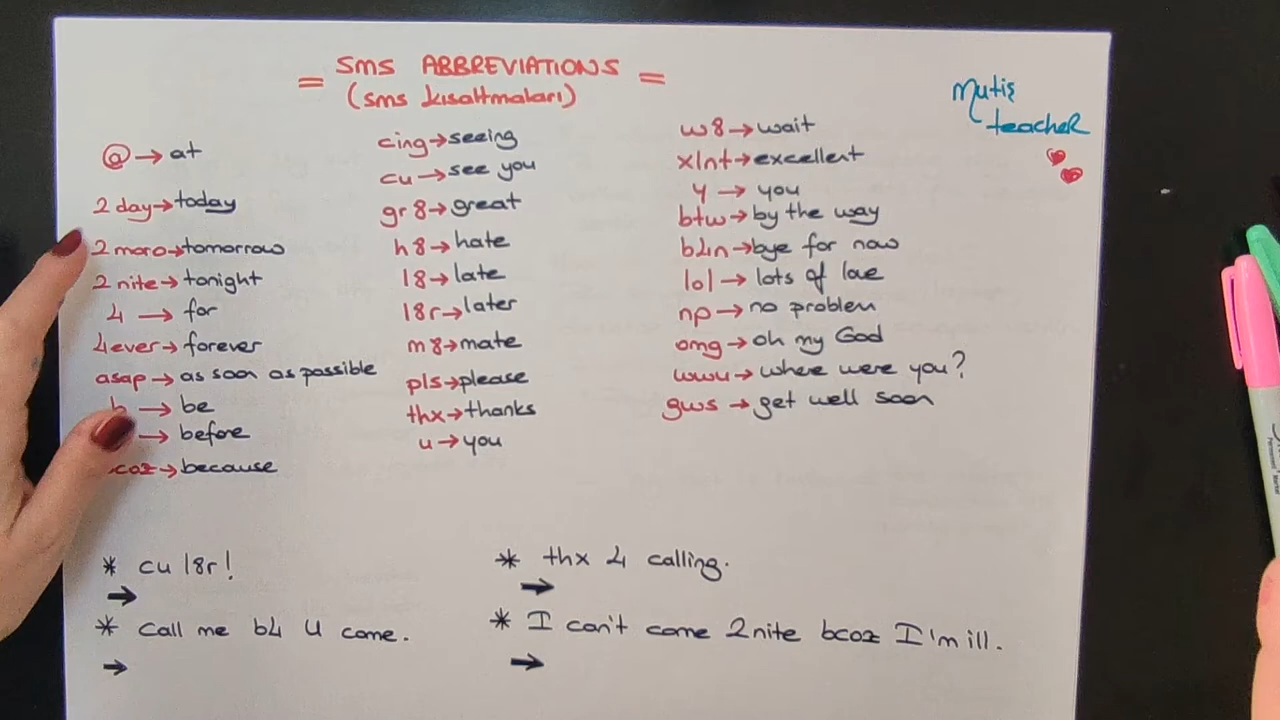 = SMS ABBREVIATIONS =
(sms kısaltmaları)
Mutiş
teacher
@ → at
2 day → today
2 moro → tomorrow
2 nite → tonight
4 → for
4ever → forever
asap → as soon as possible
→ be
→ before
→ because
cing → seeing
cu → see you
gr8 → great
h8 → hate
l8 → late
l8r → later
m8 → mate
pls → please
thx → thanks
u → you
w8 → wait
xlnt → excellent
y → you
btw → by the way
b4n → bye for now
lol → lots of love
np → no problem
omg → oh my God
wwu → where were you?
gws → get well soon
* cu l8r!
→
* Call me b4 U come.
→
* thx 4 calling.
→
* I can't come 2nite bcoz I'm ill.
→